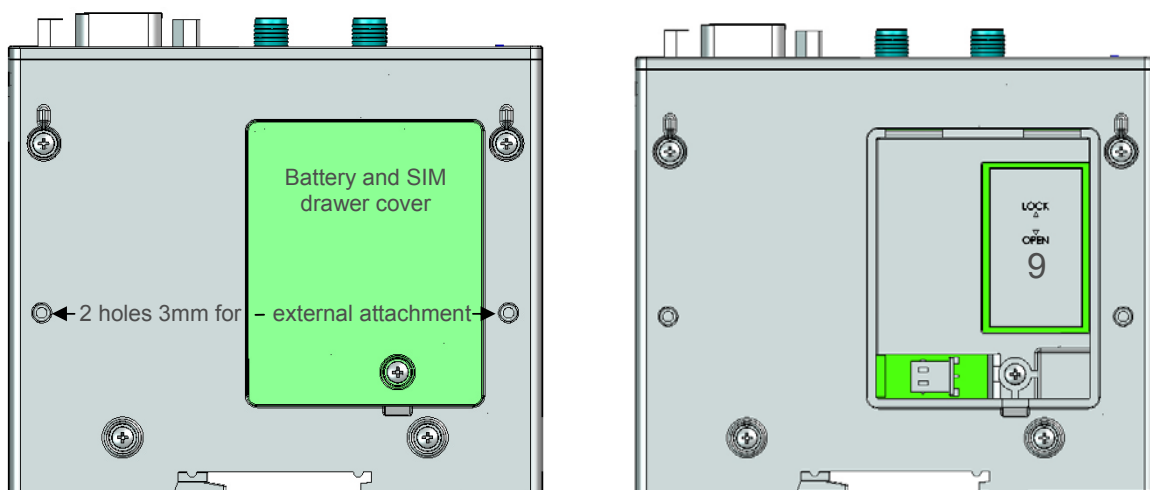 Battery and SIM
drawer cover
2 holes 3mm for – external attachment
LOCK
OPEN
9